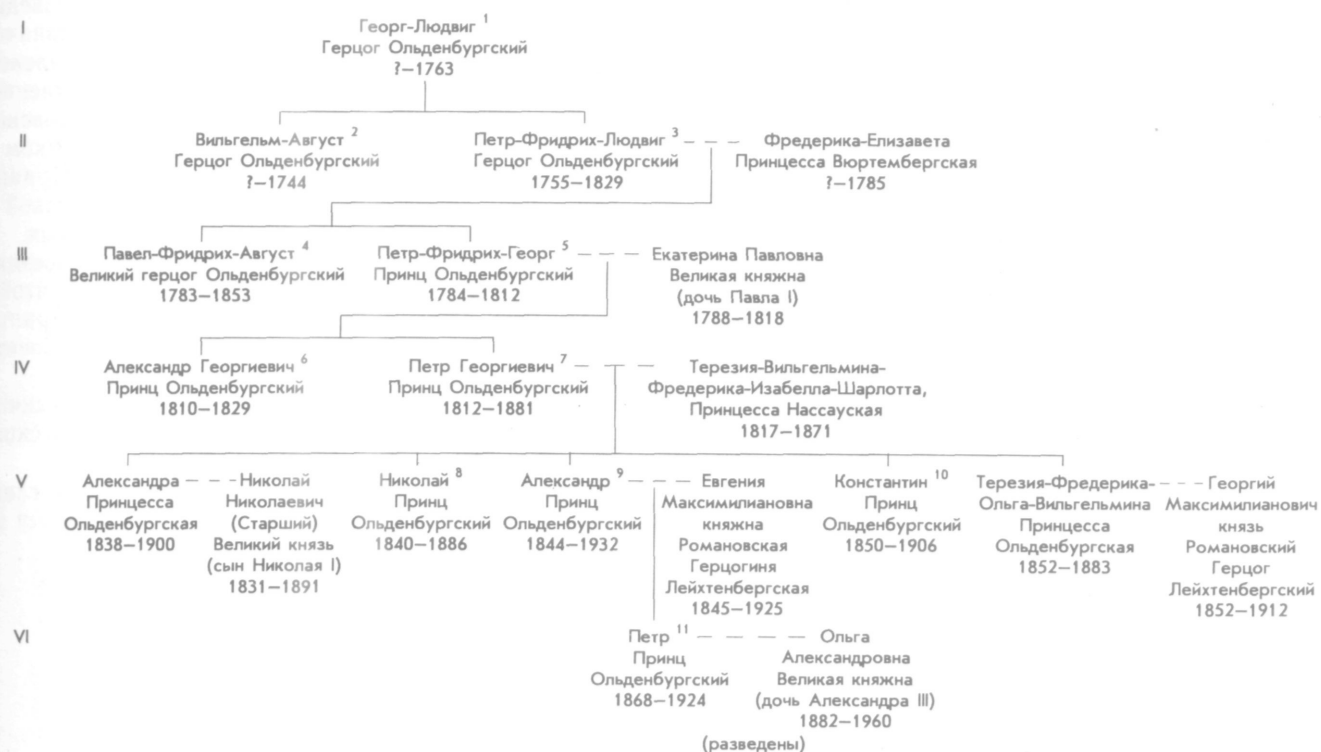 I
Георг-Людвиг 1
Герцог Ольденбургский
?—1763
II
Вильгельм-Август 2
Герцог Ольденбургский
?—1744
Петр-Фридрих-Людвиг 3
Герцог Ольденбургский
1755—1829
Фредерика-Елизавета
Принцесса Вюртембергская
?—1785
III
Павел-Фридрих-Август 4
Великий герцог Ольденбургский
1783—1853
Петр-Фридрих-Георг 5
Принц Ольденбургский
1784—1812
Екатерина Павловна
Великая княжна
(дочь Павла I)
1788—1818
IV
Александр Георгиевич 6
Принц Ольденбургский
1810—1829
Петр Георгиевич 7
Принц Ольденбургский
1812—1881
Терезия-Вильгельмина-
Фредерика-Изабелла-Шарлотта,
Принцесса Нассауская
1817—1871
V
Александра
Принцесса
Ольденбургская
1838—1900
Николай
Николаевич
(Старший)
Великий князь
(сын Николая I)
1831—1891
Николай 8
Принц
Ольденбургский
1840—1886
Александр 9
Принц
Ольденбургский
1844—1932
Евгения
Максимилиановна
княжна
Романовская
Герцогиня
Лейхтенбергская
1845—1925
Константин 10
Принц
Ольденбургский
1850—1906
Терезия-Фредерика-
Ольга-Вильгельмина
Принцесса
Ольденбургская
1852—1883
Георгий
Максимилианович
князь
Романовский
Герцог
Лейхтенбергский
1852—1912
VI
Петр 11
Принц
Ольденбургский
1868—1924
Ольга
Александровна
Великая княжна
(дочь Александра III)
1882—1960
(разведены)